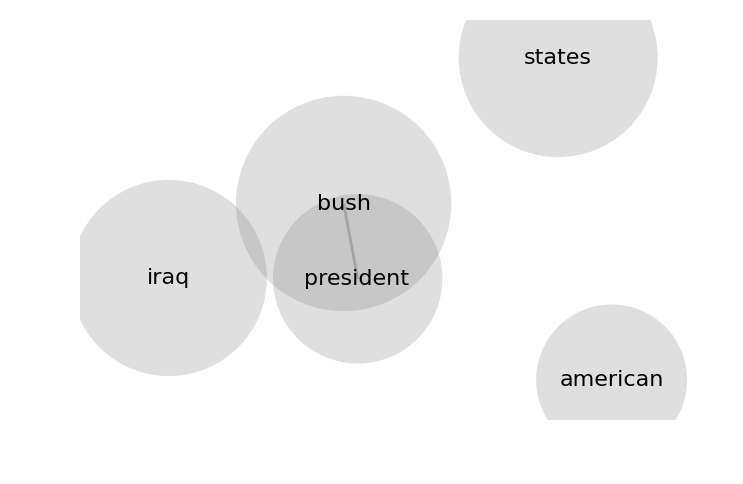 states
bush
iraq
president
american